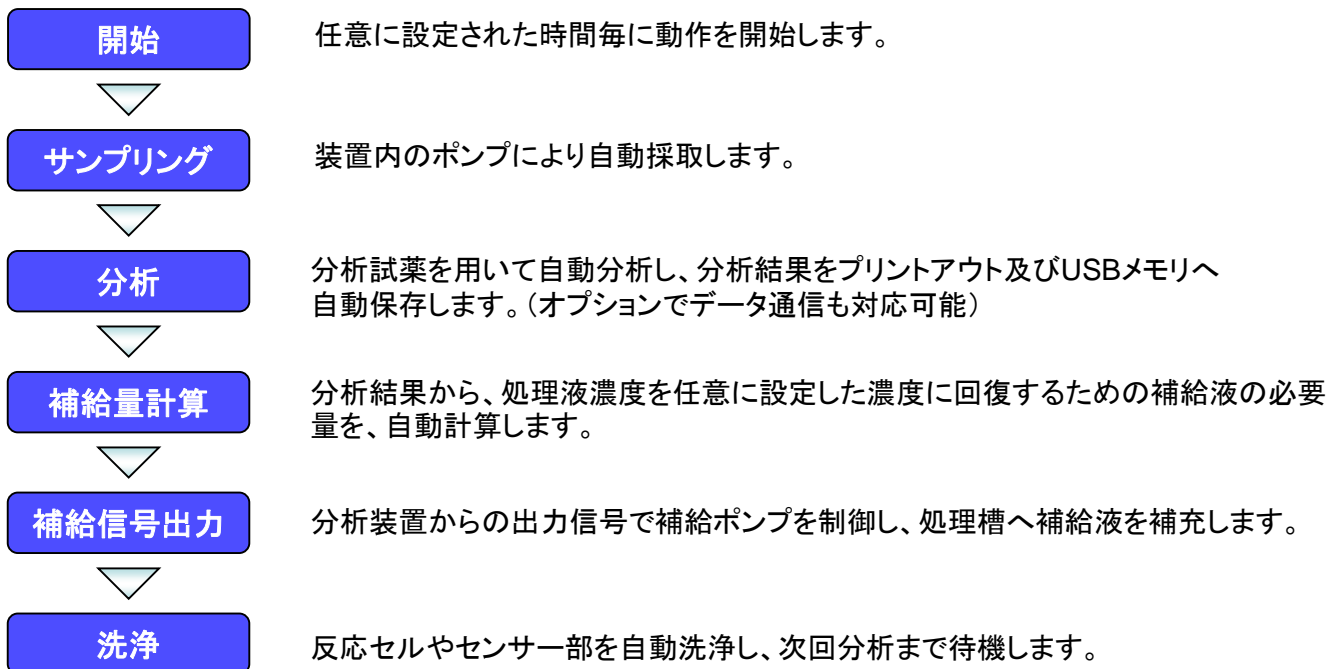 開始
任意に設定された時間毎に動作を開始します。
サンプリング
装置内のポンプにより自動採取します。
分析
分析試薬を用いて自動分析し、分析結果をプリントアウト及びUSBメモリへ
自動保存します。（オプションでデータ通信も対応可能）
補給量計算
分析結果から、処理液濃度を任意に設定した濃度に回復するための補給液の必要
量を、自動計算します。
補給信号出力
分析装置からの出力信号で補給ポンプを制御し、処理槽へ補給液を補充します。
洗浄
反応セルやセンサー部を自動洗浄し、次回分析まで待機します。